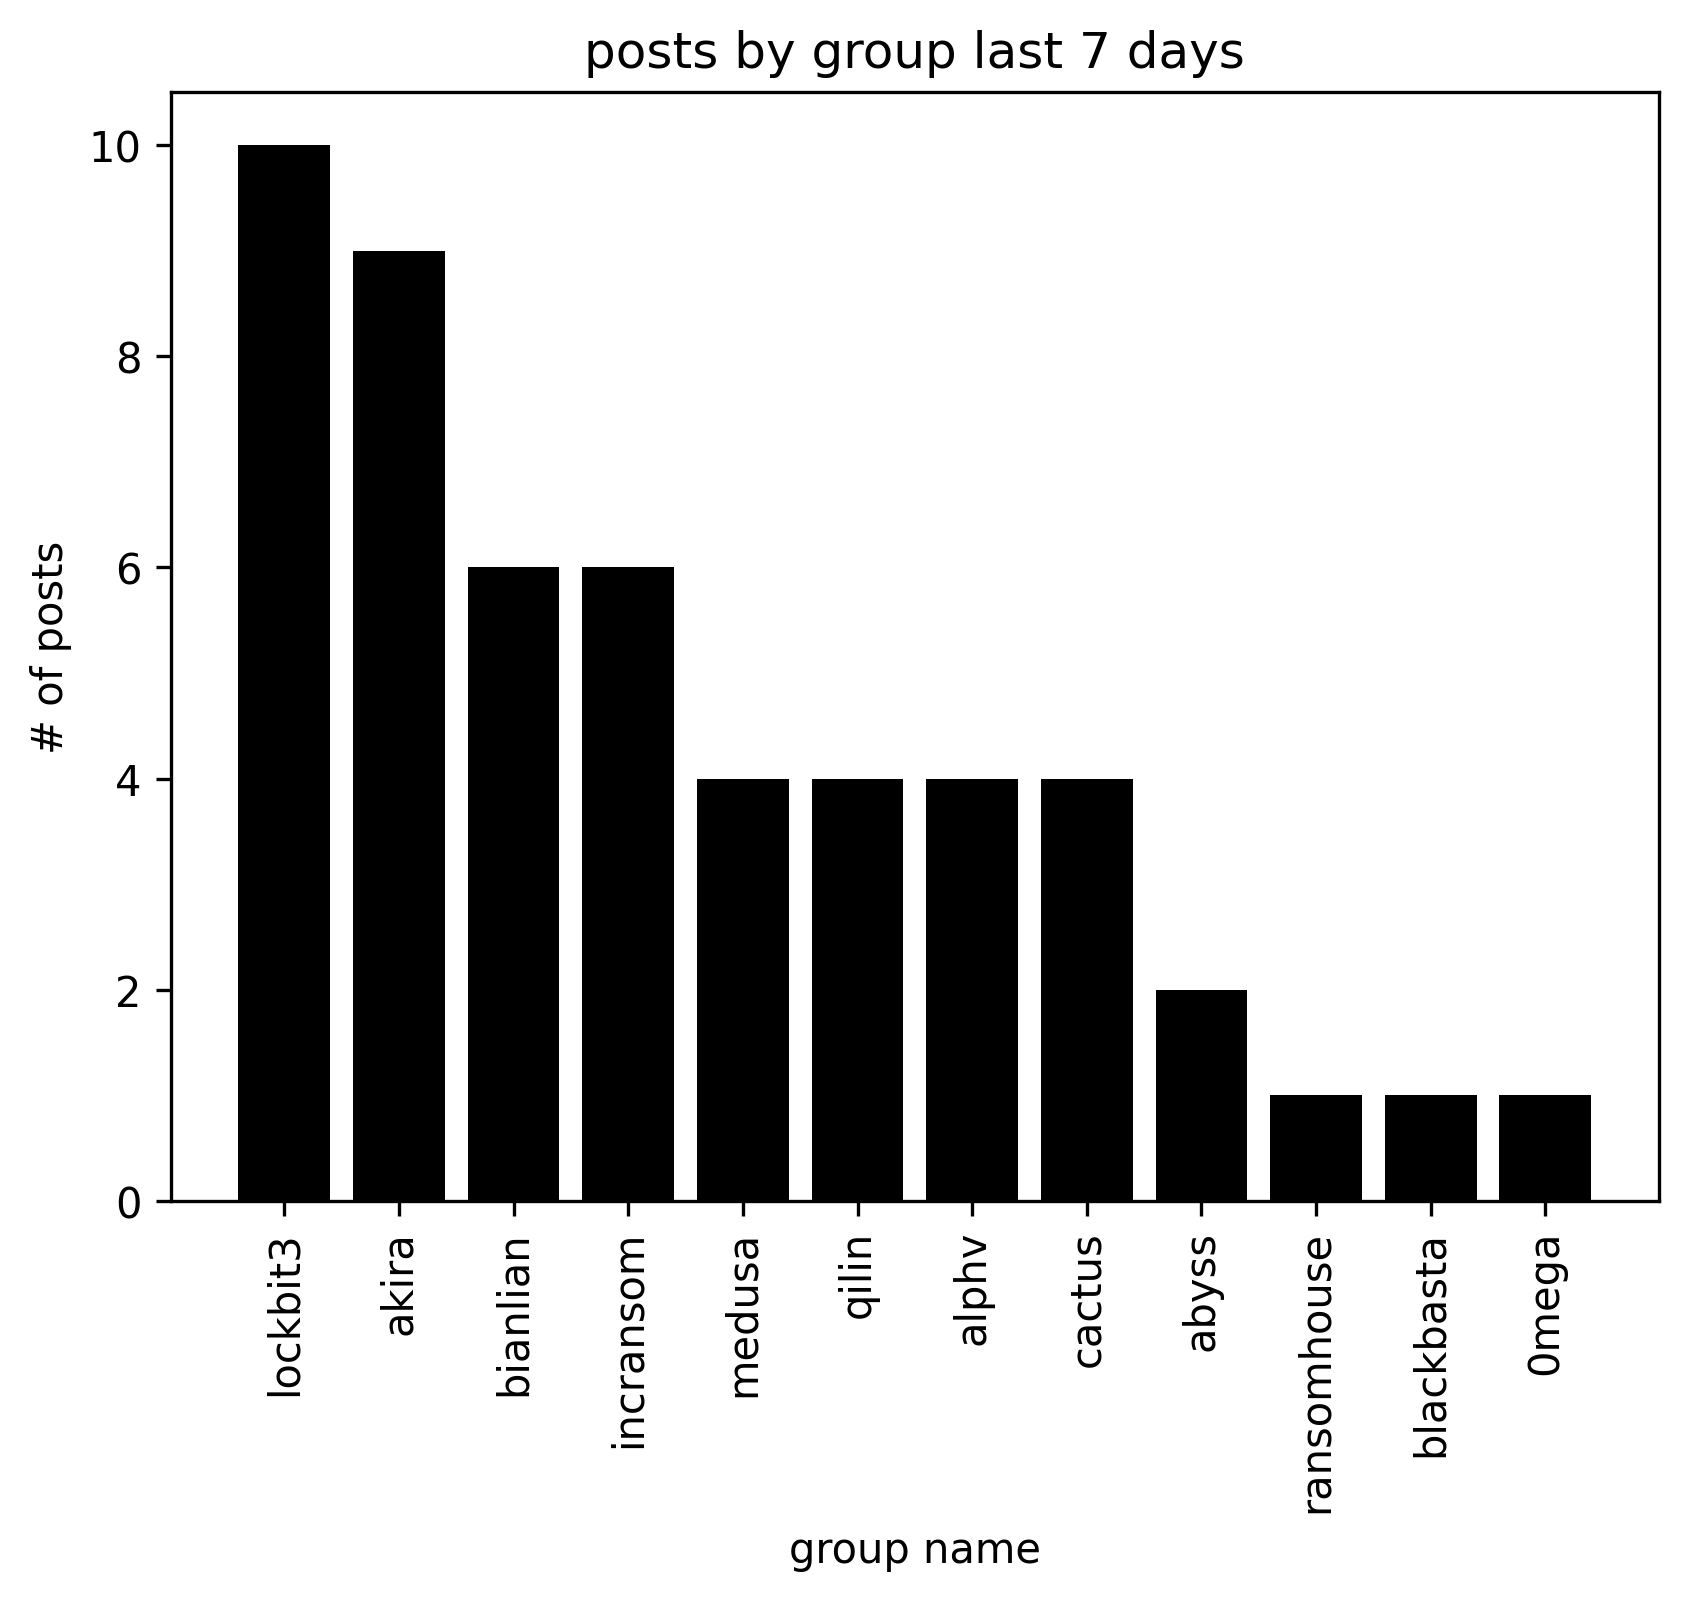 posts by group last 7 days
# of posts
10
8
6
4
2
0
lockbit3
akira
bianlian
incransom
medusa
qilin
alphv
cactus
abyss
ransomhouse
blackbasta
0mega
group name